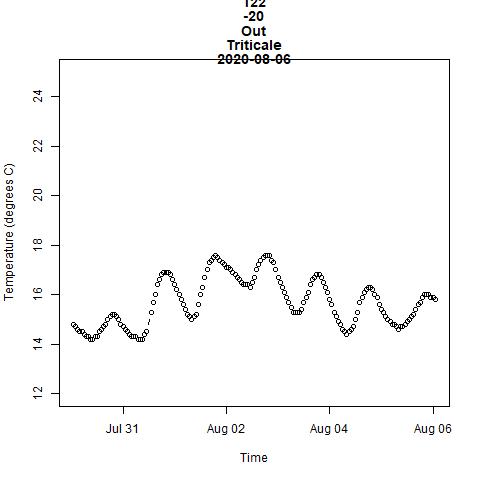 122
-20
Out
Triticale
2020-08-06
24
22
20
18
16
14
12
Temperature (degrees C)
Jul 31
Aug 02
Aug 04
Aug 06
Time